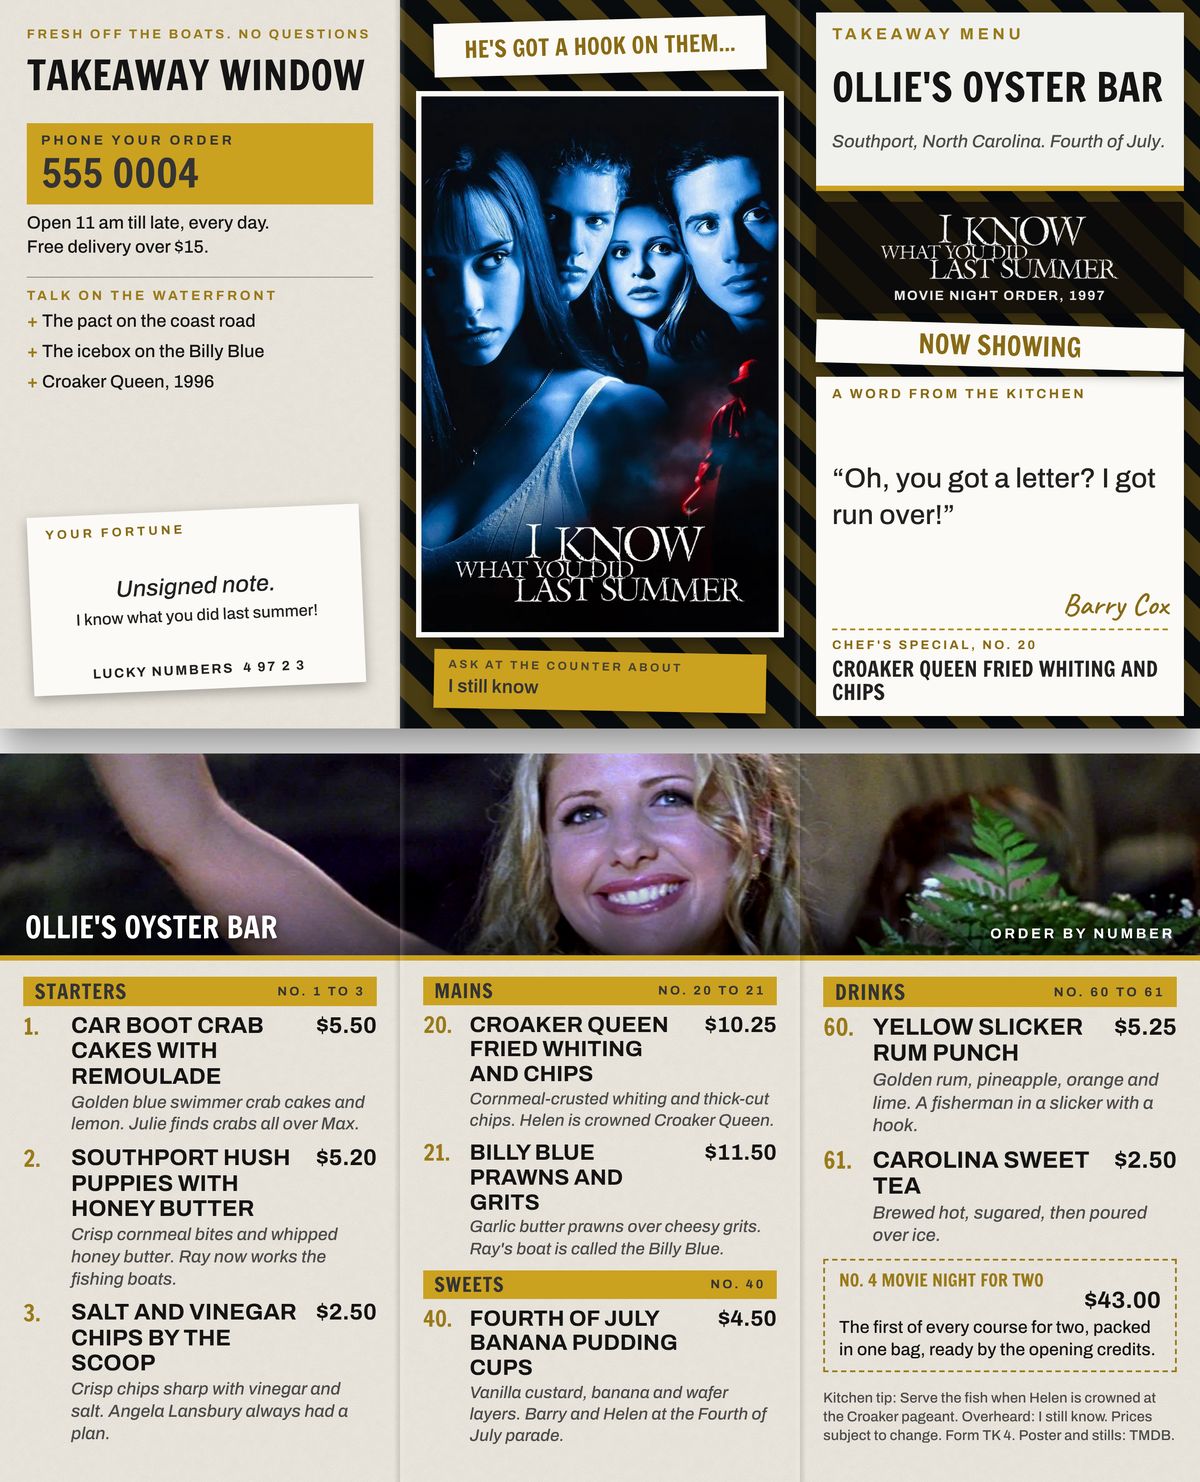 FRESH OFF THE BOATS. NO QUESTIONS
TAKEAWAY WINDOW
PHONE YOUR ORDER
555 0004
Open 11 am till late, every day.
Free delivery over $15.
TALK ON THE WATERFRONT
+ The pact on the coast road
+ The icebox on the Billy Blue
+ Croaker Queen, 1996
YOUR FORTUNE
Unsigned note.
I know what you did last summer!
LUCKY NUMBERS 4 97 2 3
HE'S GOT A HOOK ON THEM...
I KNOW
WHAT YOU DID
LAST SUMMER
ASK AT THE COUNTER ABOUT
I still know
TAKEAWAY MENU
OLLIE'S OYSTER BAR
Southport, North Carolina. Fourth of July.
I KNOW
WHAT YOU DID
LAST SUMMER
MOVIE NIGHT ORDER, 1997
NOW SHOWING
A WORD FROM THE KITCHEN
“Oh, you got a letter? I got
run over!”
Barry Cox
CHEF'S SPECIAL, NO. 20
CROAKER QUEEN FRIED WHITING AND
CHIPS
OLLIE'S OYSTER BAR
ORDER BY NUMBER
STARTERS NO. 1 TO 3
1. CAR BOOT CRAB $5.50
CAKES WITH
REMOULADE
Golden blue swimmer crab cakes and
lemon. Julie finds crabs all over Max.
2. SOUTHPORT HUSH $5.20
PUPPIES WITH
HONEY BUTTER
Crisp cornmeal bites and whipped
honey butter. Ray now works the
fishing boats.
3. SALT AND VINEGAR $2.50
CHIPS BY THE
SCOOP
Crisp chips sharp with vinegar and
salt. Angela Lansbury always had a
plan.
MAINS NO. 20 TO 21
20. CROAKER QUEEN $10.25
FRIED WHITING
AND CHIPS
Cornmeal-crusted whiting and thick-cut
chips. Helen is crowned Croaker Queen.
21. BILLY BLUE $11.50
PRAWNS AND
GRITS
Garlic butter prawns over cheesy grits.
Ray's boat is called the Billy Blue.
SWEETS NO. 40
40. FOURTH OF JULY $4.50
BANANA PUDDING
CUPS
Vanilla custard, banana and wafer
layers. Barry and Helen at the Fourth of
July parade.
DRINKS NO. 60 TO 61
60. YELLOW SLICKER $5.25
RUM PUNCH
Golden rum, pineapple, orange and
lime. A fisherman in a slicker with a
hook.
61. CAROLINA SWEET $2.50
TEA
Brewed hot, sugared, then poured
over ice.
NO. 4 MOVIE NIGHT FOR TWO
$43.00
The first of every course for two, packed
in one bag, ready by the opening credits.
Kitchen tip: Serve the fish when Helen is crowned at
the Croaker pageant. Overheard: I still know. Prices
subject to change. Form TK 4. Poster and stills: TMDB.